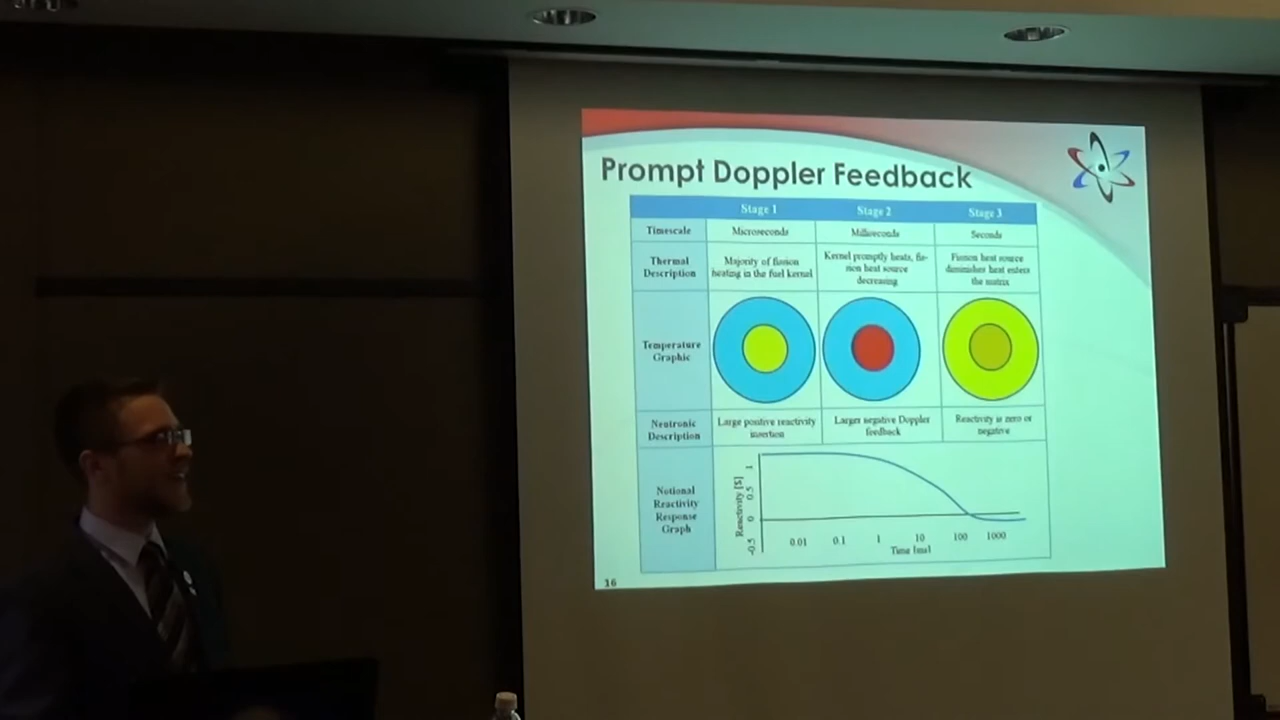 Prompt Doppler Feedback
Stage 1 Stage 2 Stage 3
Timescale Microseconds Milliseconds Seconds
Thermal
Description
Majority of fission
heating in the fuel kernel
Kernel promptly heats, fis-
sion heat source
decreasing
Fission heat source
diminishes heat enters
the matrix
Temperature
Graphic
Neutronic
Description
Large positive reactivity
insertion
Larger negative Doppler
feedback
Reactivity is zero or
negative
Notional
Reactivity
Response
Graph
Reactivity [$]
1
0.5
0
-0.5
0.01 0.1 1 10 100 1000
Time [ms]
16